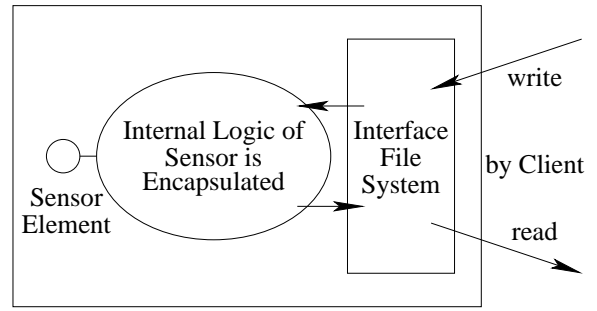 Internal Logic of
Sensor is
Encapsulated
Sensor
Element
Interface
File
System
write
by Client
read